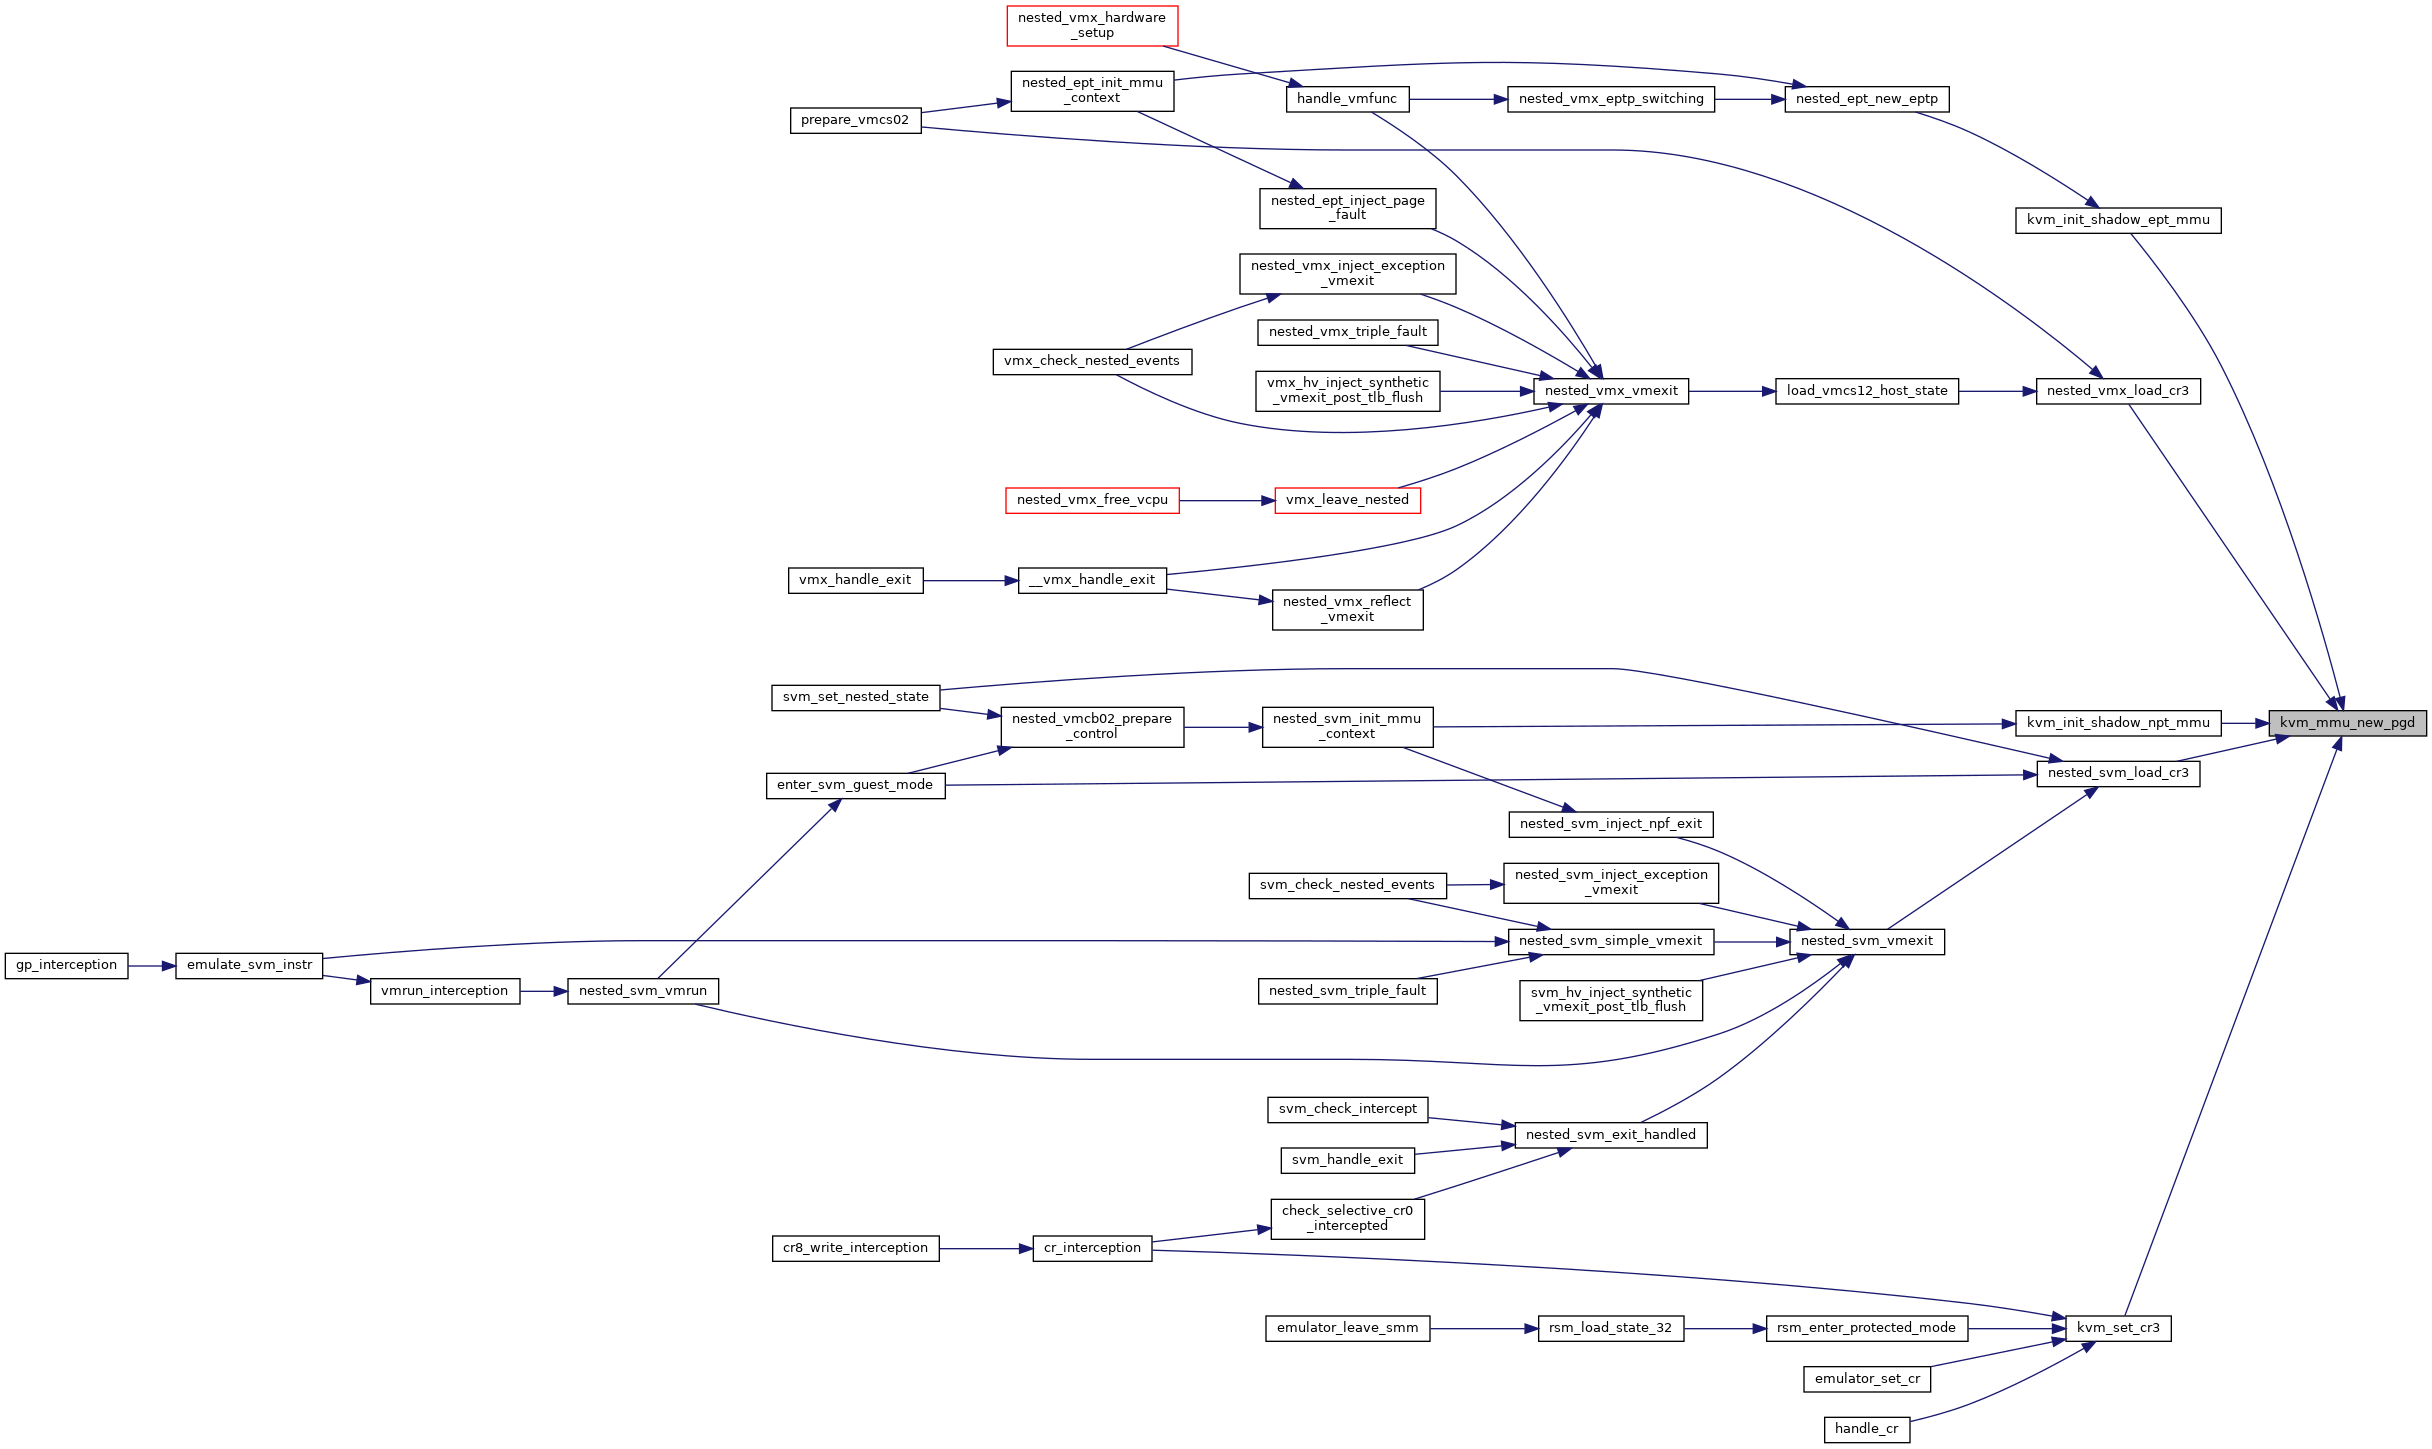 nested_vmx_hardware
_setup
nested_ept_init_mmu
_context
prepare_vmcs02
handle_vmfunc
nested_vmx_eptp_switching
nested_ept_new_eptp
nested_ept_inject_page
_fault
kvm_init_shadow_ept_mmu
nested_vmx_inject_exception
_vmexit
nested_vmx_triple_fault
vmx_check_nested_events
vmx_hv_inject_synthetic
_vmexit_post_tlb_flush
nested_vmx_vmexit
load_vmcs12_host_state
nested_vmx_load_cr3
nested_vmx_free_vcpu
vmx_leave_nested
vmx_handle_exit
__vmx_handle_exit
nested_vmx_reflect
_vmexit
svm_set_nested_state
nested_vmcb02_prepare
_control
nested_svm_init_mmu
_context
kvm_init_shadow_npt_mmu
kvm_mmu_new_pgd
enter_svm_guest_mode
nested_svm_load_cr3
nested_svm_inject_npf_exit
svm_check_nested_events
nested_svm_inject_exception
_vmexit
nested_svm_simple_vmexit
nested_svm_vmexit
gp_interception
emulate_svm_instr
vmrun_interception
nested_svm_vmrun
nested_svm_triple_fault
svm_hv_inject_synthetic
_vmexit_post_tlb_flush
svm_check_intercept
nested_svm_exit_handled
svm_handle_exit
check_selective_cr0
_intercepted
cr8_write_interception
cr_interception
emulator_leave_smm
rsm_load_state_32
rsm_enter_protected_mode
kvm_set_cr3
emulator_set_cr
handle_cr